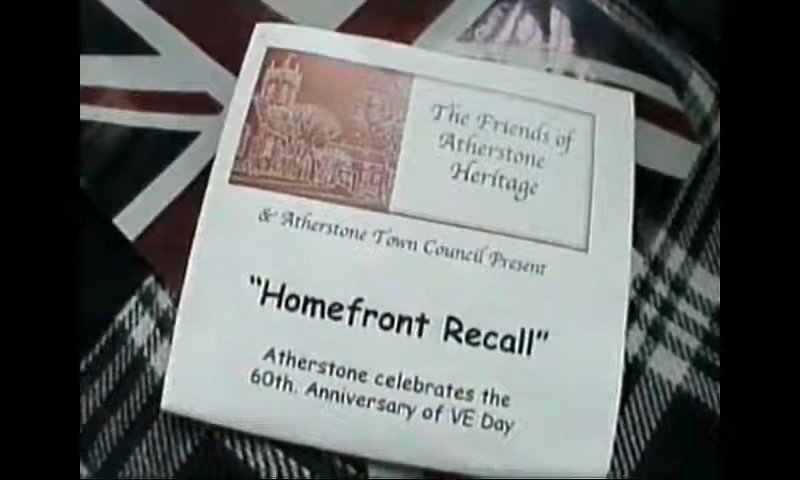 The Friends of
Atherstone
Heritage
& Atherstone Town Council Present
"Homefront Recall"
Atherstone celebrates the
60th. Anniversary of VE Day